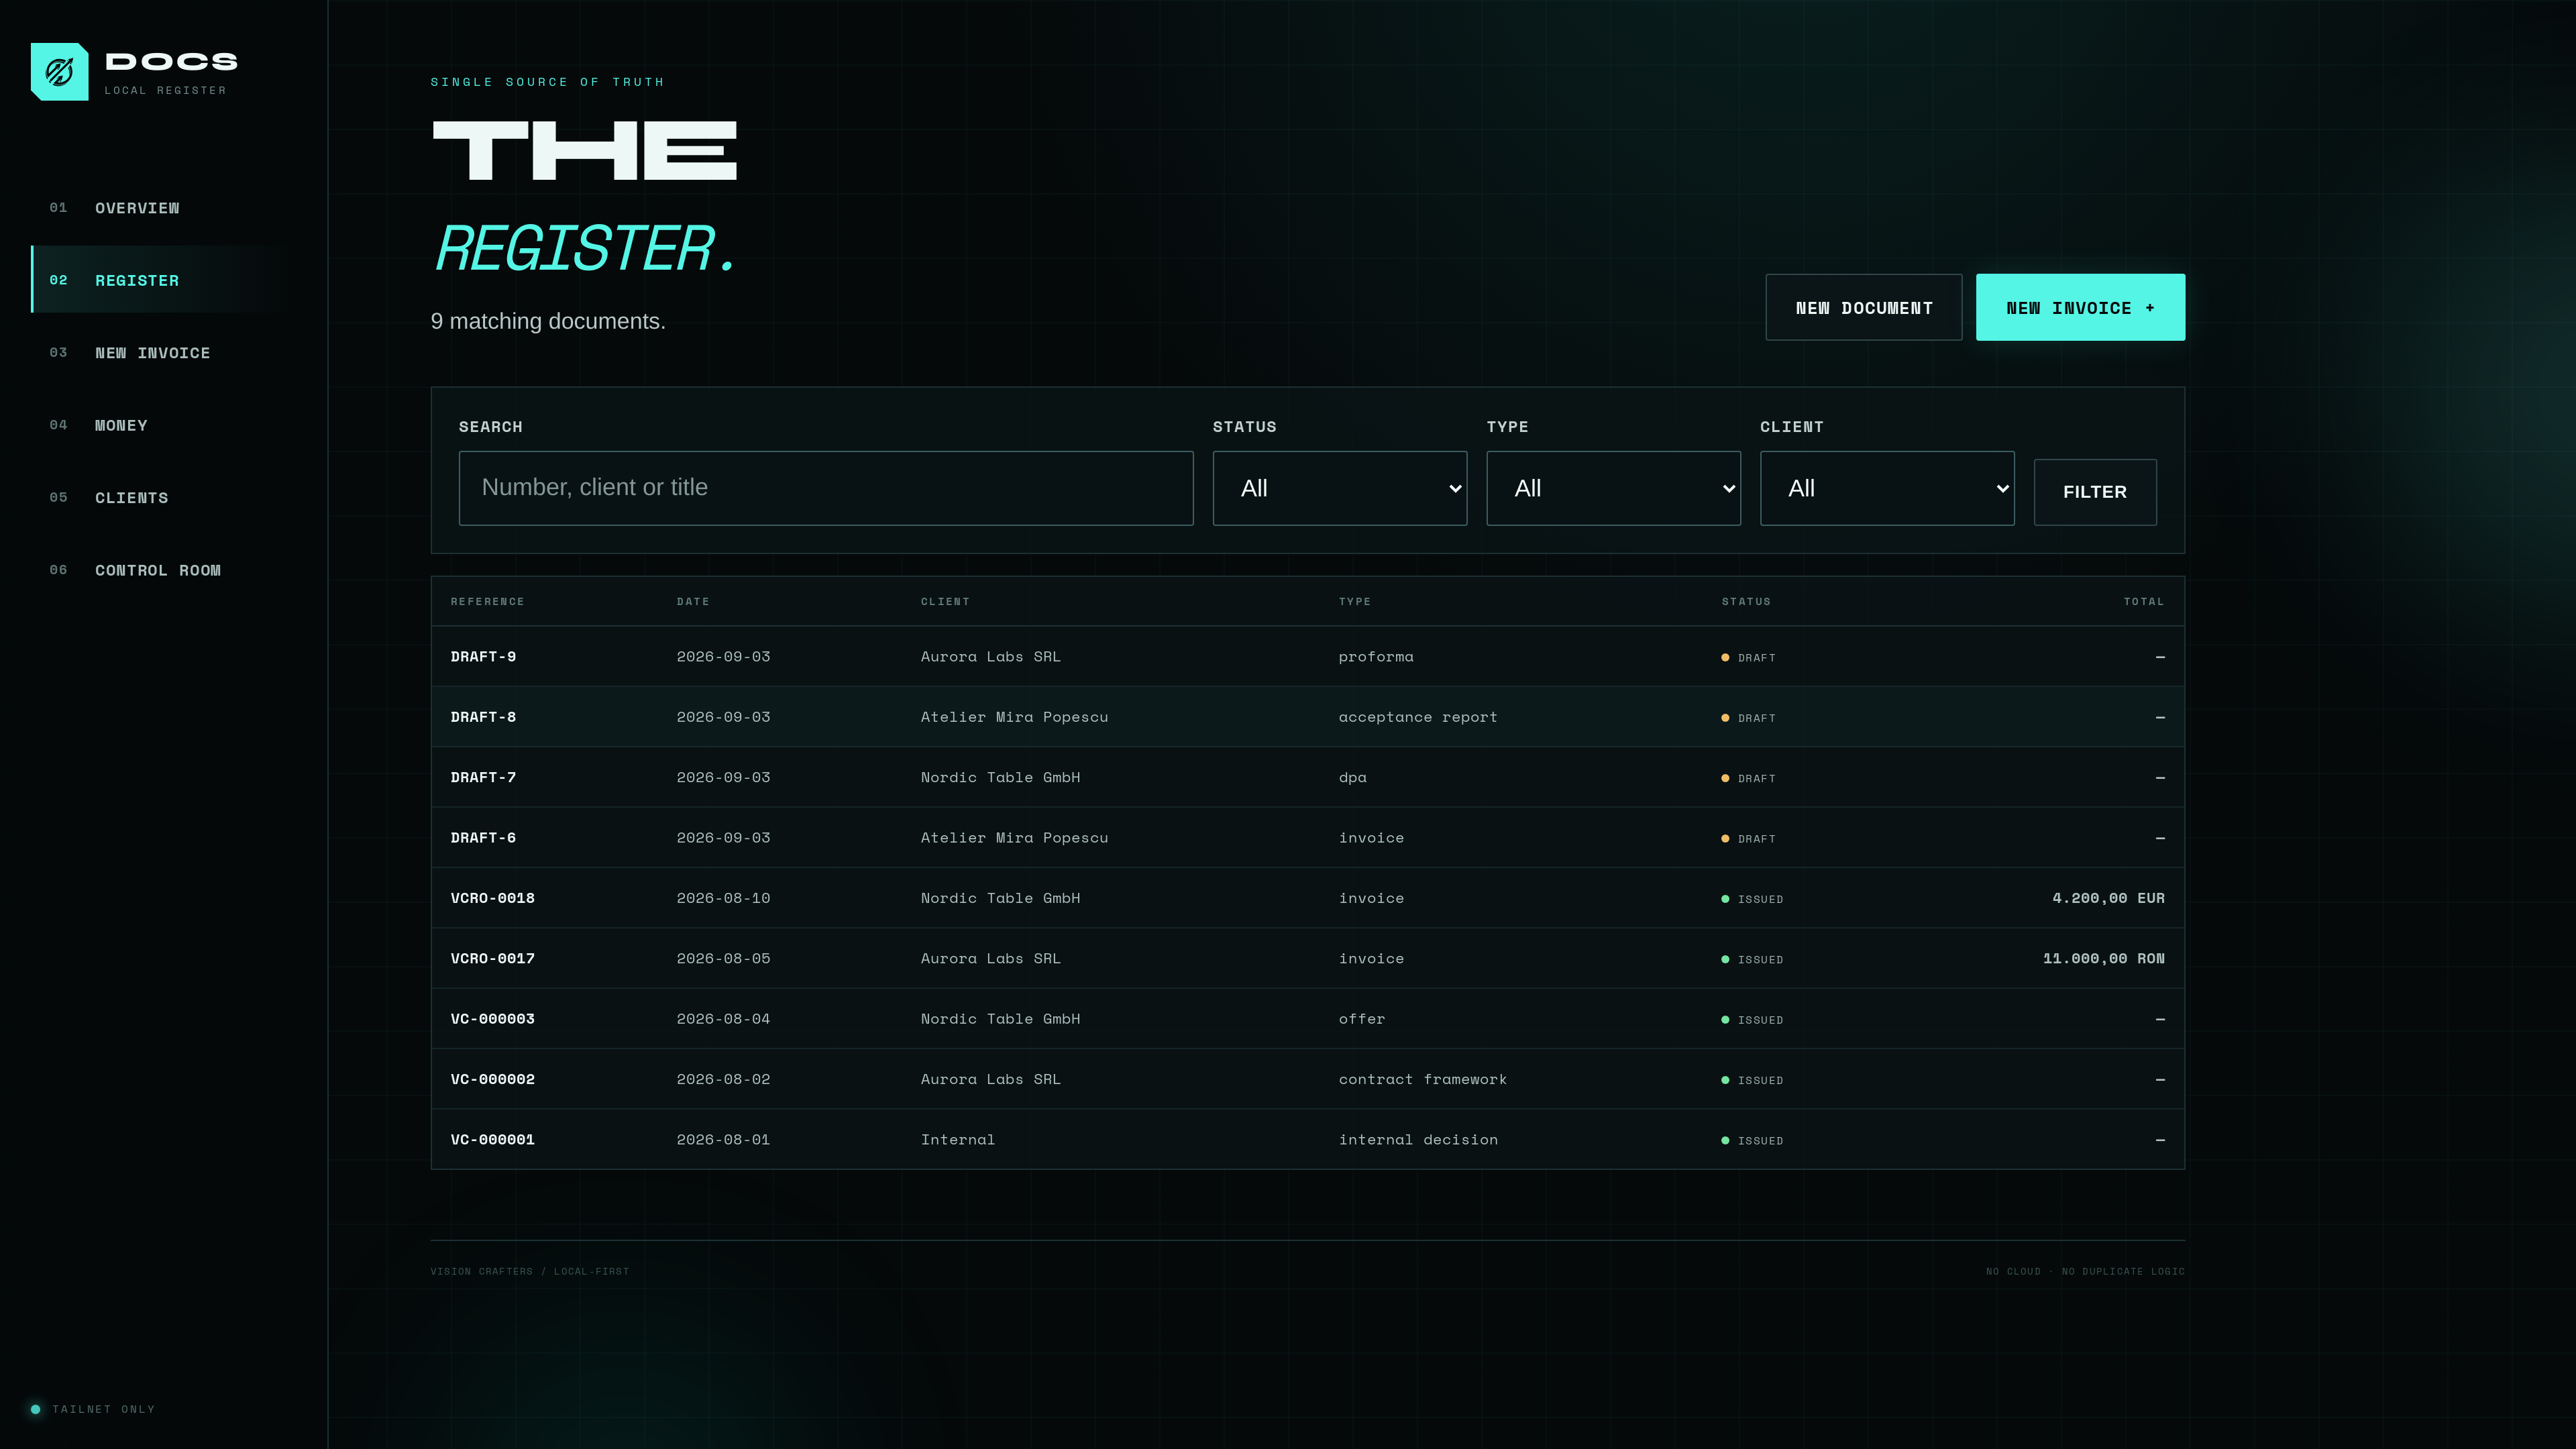 DOCS
LOCAL REGISTER
01 OVERVIEW
02 REGISTER
03 NEW INVOICE
04 MONEY
05 CLIENTS
06 CONTROL ROOM
TAILNET ONLY
SINGLE SOURCE OF TRUTH
THE
REGISTER.
9 matching documents.
NEW DOCUMENT NEW INVOICE +
SEARCH STATUS TYPE CLIENT
Number, client or title All All All FILTER
REFERENCE DATE CLIENT TYPE STATUS TOTAL
DRAFT-9 2026-09-03 Aurora Labs SRL proforma DRAFT —
DRAFT-8 2026-09-03 Atelier Mira Popescu acceptance report DRAFT —
DRAFT-7 2026-09-03 Nordic Table GmbH dpa DRAFT —
DRAFT-6 2026-09-03 Atelier Mira Popescu invoice DRAFT —
VCRO-0018 2026-08-10 Nordic Table GmbH invoice ISSUED 4.200,00 EUR
VCRO-0017 2026-08-05 Aurora Labs SRL invoice ISSUED 11.000,00 RON
VC-000003 2026-08-04 Nordic Table GmbH offer ISSUED —
VC-000002 2026-08-02 Aurora Labs SRL contract framework ISSUED —
VC-000001 2026-08-01 Internal internal decision ISSUED —
VISION CRAFTERS / LOCAL-FIRST NO CLOUD · NO DUPLICATE LOGIC